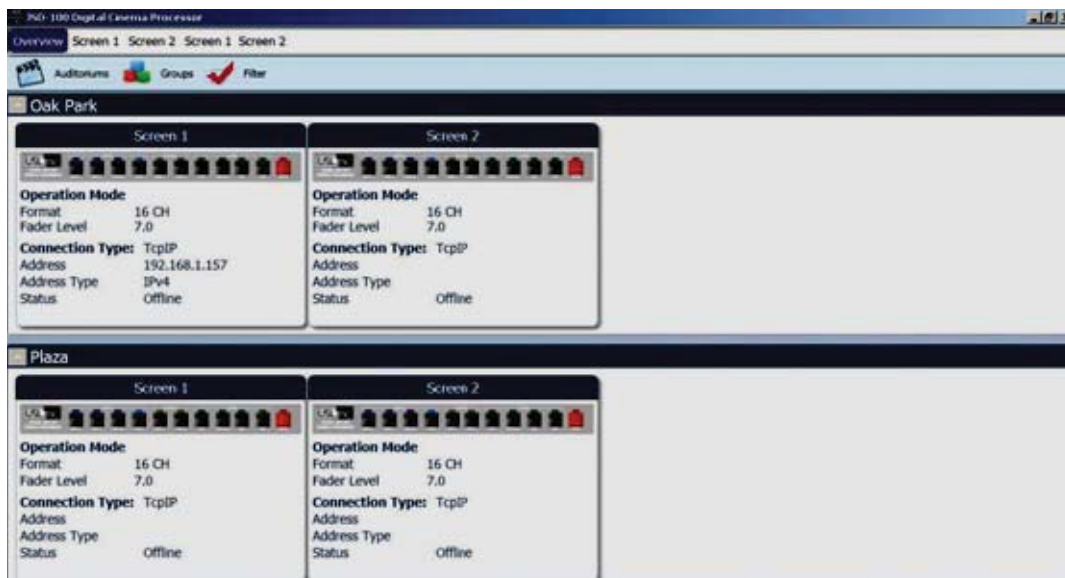 JSD-100 Digital Cinema Processor
Overview Screen 1 Screen 2 Screen 1 Screen 2
Auditoriums Groups Filter
Oak Park
Screen 1
USL
Operation Mode
Format 16 CH
Fader Level 7.0
Connection Type: TcpIP
Address 192.168.1.157
Address Type IPv4
Status Offline
Screen 2
USL
Operation Mode
Format 16 CH
Fader Level 7.0
Connection Type: TcpIP
Address
Address Type
Status Offline
Plaza
Screen 1
USL
Operation Mode
Format 16 CH
Fader Level 7.0
Connection Type: TcpIP
Address
Address Type
Status Offline
Screen 2
USL
Operation Mode
Format 16 CH
Fader Level 7.0
Connection Type: TcpIP
Address
Address Type
Status Offline